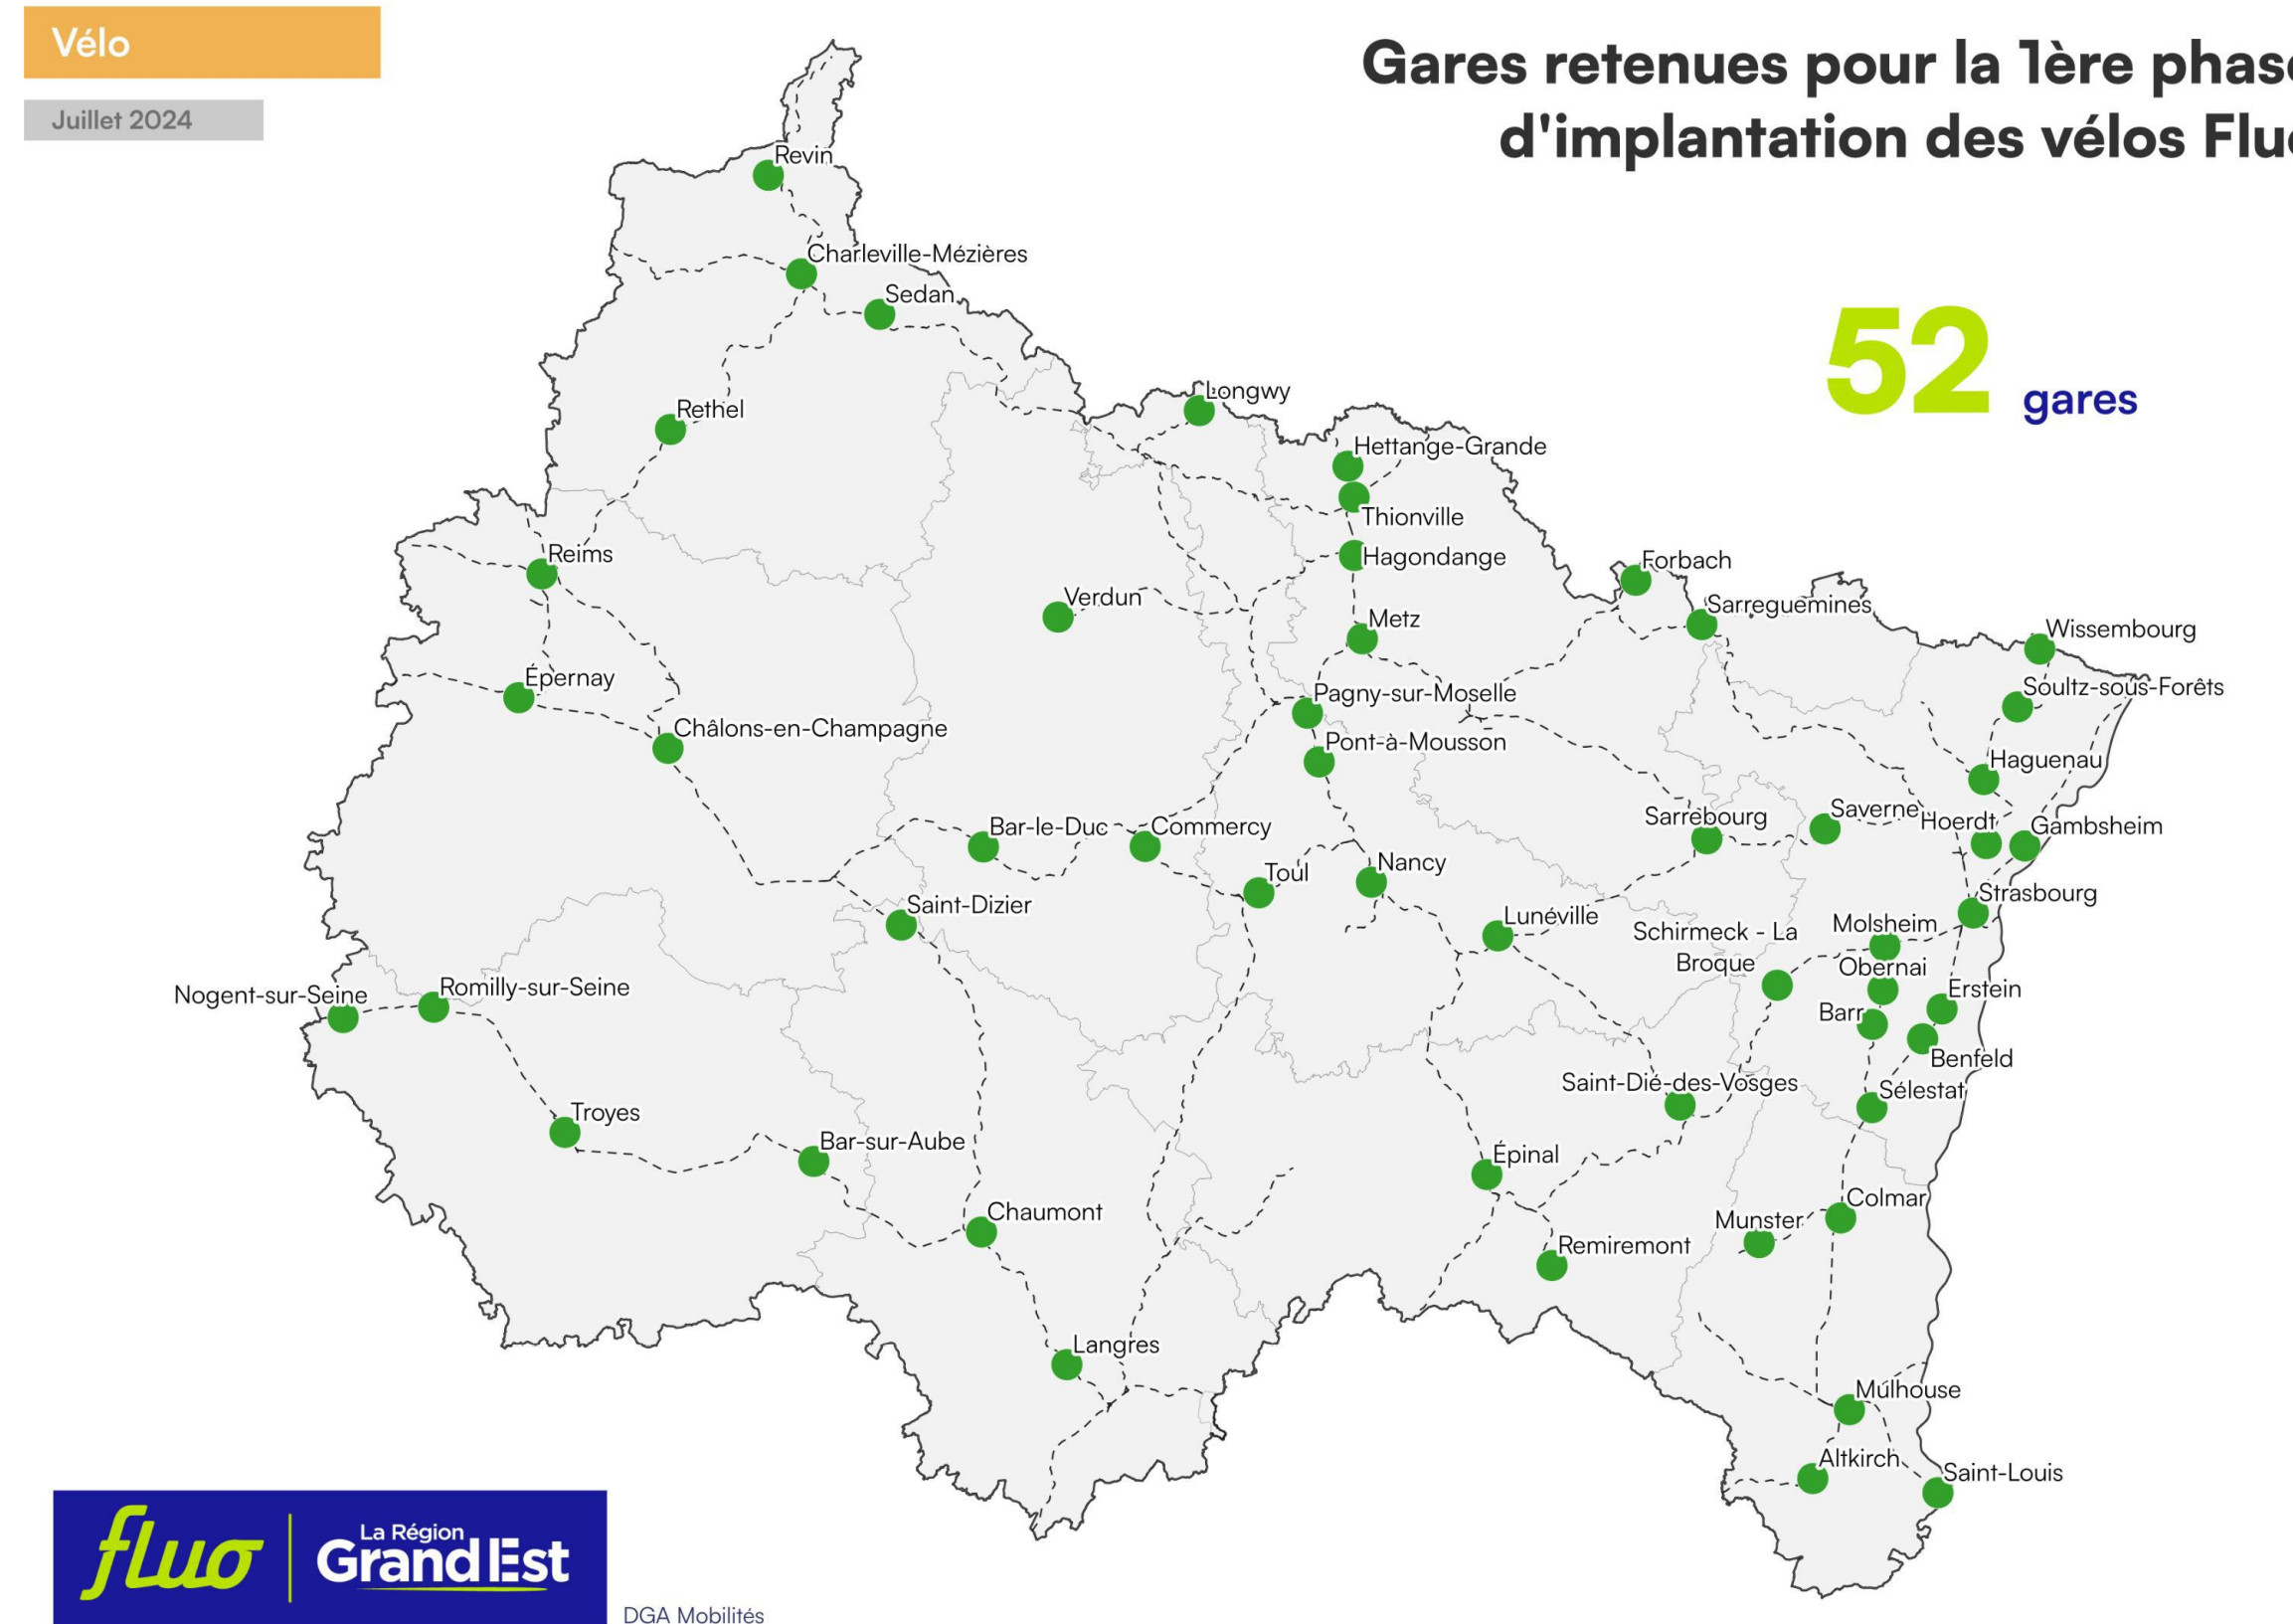 Vélo
Juillet 2024
Gares retenues pour la 1ère phase
d'implantation des vélos Fluo
52 gares
Revin
Charleville-Mézières
Sedan
Longwy
Rethel
Hettange-Grande
Thionville
Reims
Hagondange
Forbach
Verdun
Sarreguemines
Metz
Wissembourg
Épernay
Pagny-sur-Moselle
Soultz-sous-Forêts
Châlons-en-Champagne
Pont-à-Mousson
Haguenau
Saverne
Sarrebourg
Hoerdt
Gambsheim
Bar-le-Duc
Commercy
Toul
Nancy
Strasbourg
Saint-Dizier
Lunéville
Molsheim
Schirmeck - La
Broque
Obernai
Nogent-sur-Seine
Romilly-sur-Seine
Erstein
Barr
Benfeld
Saint-Dié-des-Vosges
Sélestat
Troyes
Bar-sur-Aube
Épinal
Colmar
Chaumont
Munster
Remiremont
Langres
Mulhouse
Altkirch
Saint-Louis
fluo
La Région
Grand Est
DGA Mobilités